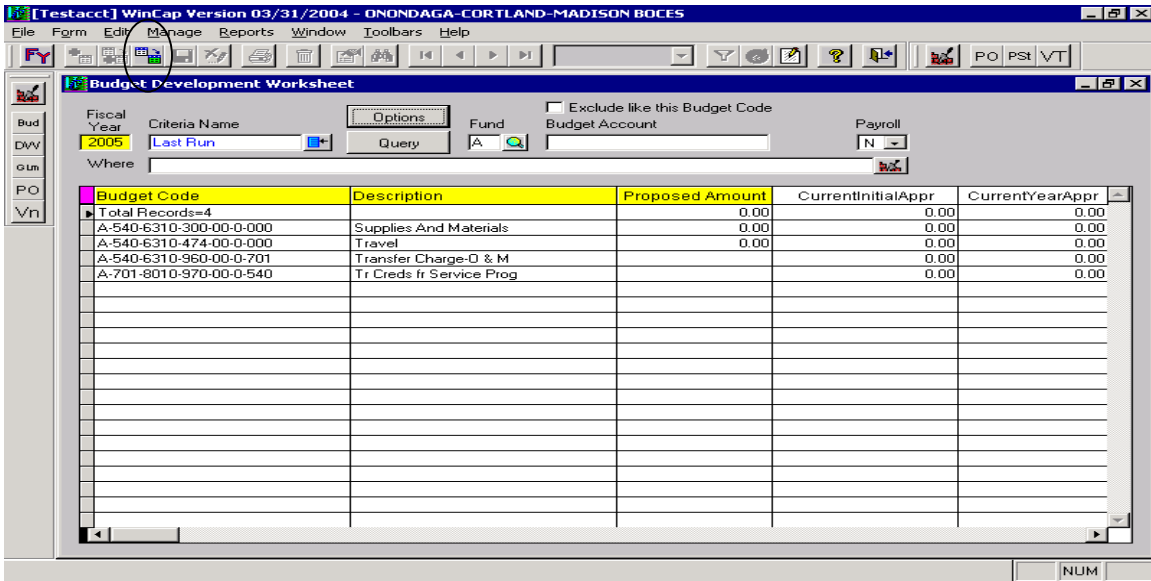 [Testacct] WinCap Version 03/31/2004 - ONONDAGA-CORTLAND-MADISON BOCES
File Form Edit Manage Reports Window Toolbars Help
FY PO PSt VT
Budget Development Worksheet
Bud
DVV
GLm
PO
Vn
Exclude like this Budget Code
Fiscal Year Criteria Name Options Fund Budget Account Payroll
2005 Last Run Query A N
Where
Budget Code Description Proposed Amount CurrentInitialAppr CurrentYearAppr
Total Records=4 0.00 0.00 0.00
A-540-6310-300-00-0-000 Supplies And Materials 0.00 0.00 0.00
A-540-6310-474-00-0-000 Travel 0.00 0.00 0.00
A-540-6310-960-00-0-701 Transfer Charge-O & M 0.00 0.00
A-701-8010-970-00-0-540 Tr Creds fr Service Prog 0.00 0.00
NUM